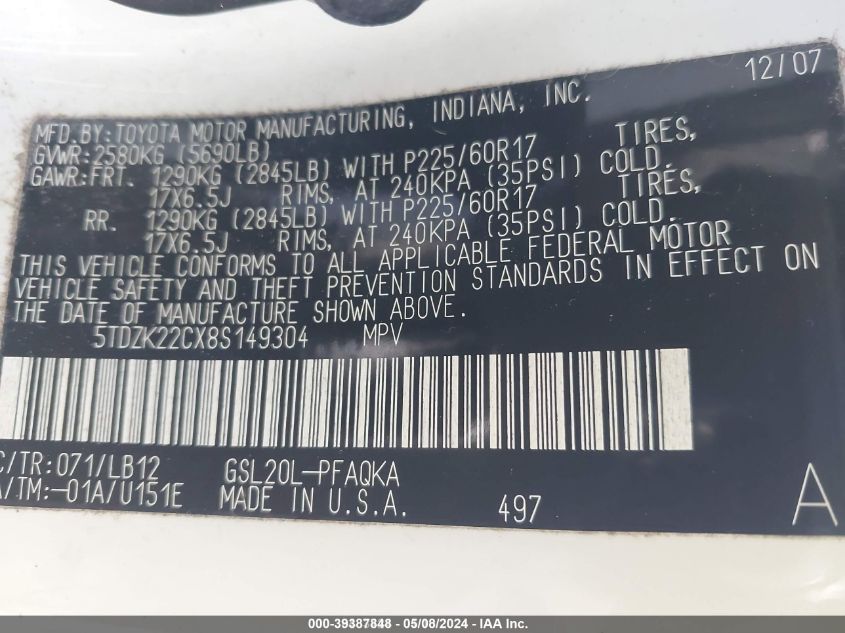 12/07
MFD.BY:TOYOTA MOTOR MANUFACTURING, INDIANA, INC.
GVWR:2580KG (5690LB)
GAWR:FRT. 1290KG (2845LB) WITH P225/60R17 TIRES,
17X6.5J RIMS, AT 240KPA (35PSI) COLD.
RR. 1290KG (2845LB) WITH P225/60R17 TIRES,
17X6.5J RIMS, AT 240KPA (35PSI) COLD.
THIS VEHICLE CONFORMS TO ALL APPLICABLE FEDERAL MOTOR
VEHICLE SAFETY AND THEFT PREVENTION STANDARDS IN EFFECT ON
THE DATE OF MANUFACTURE SHOWN ABOVE.
5TDZK22CX8S149304 MPV
C/TR:071/LB12 GSL20L-PFAQKA
A/TM:-01A/U151E MADE IN U.S.A. 497 A
000-39387848 - 05/08/2024 - IAA Inc.